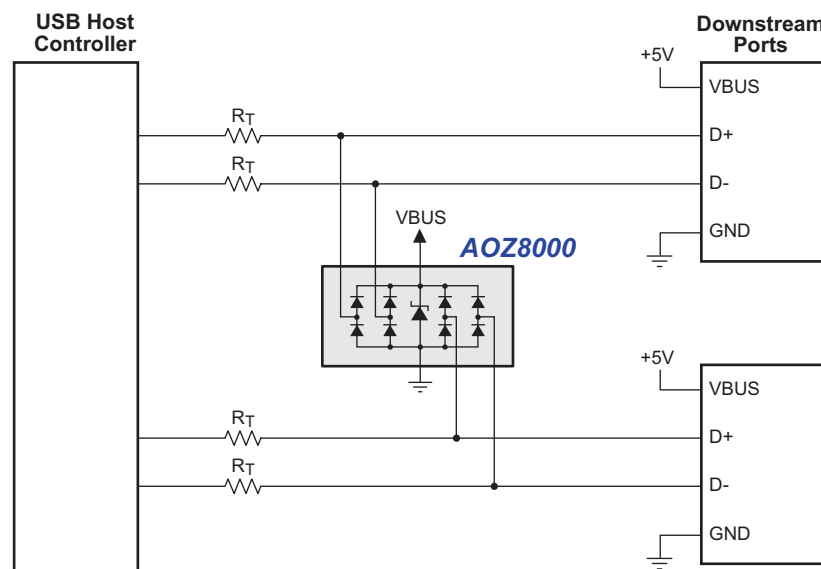 USB Host
Controller
Downstream
Ports
+5V
VBUS
RT
D+
RT
D-
VBUS
GND
AOZ8000
+5V
VBUS
RT
D+
RT
D-
GND